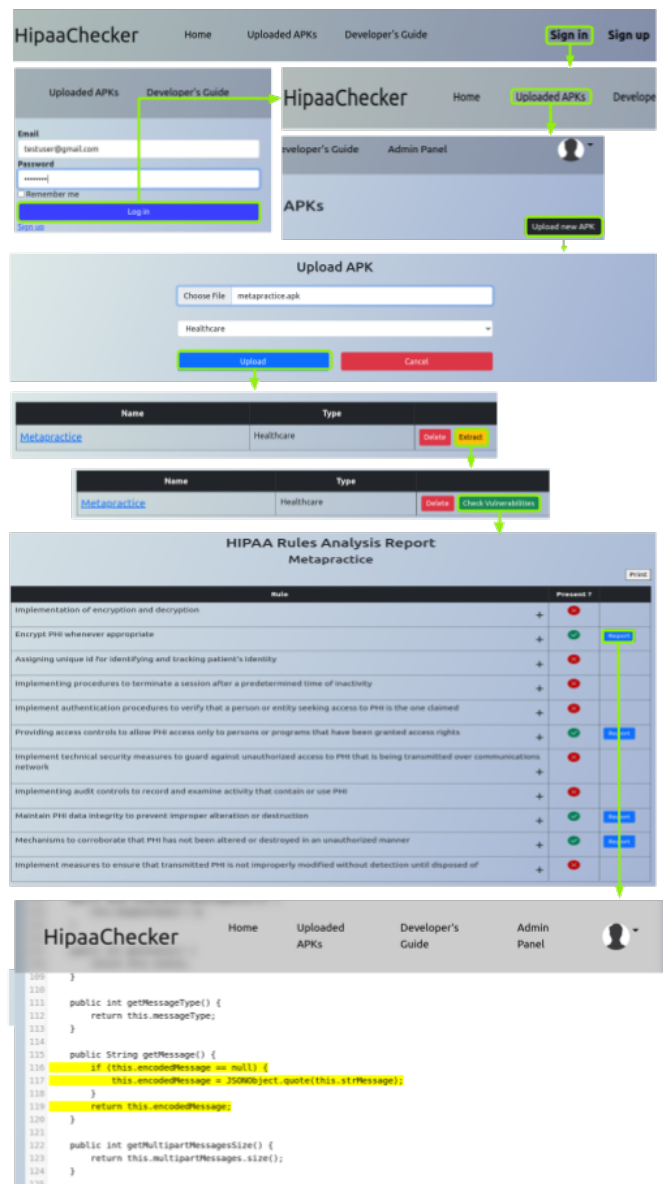 HipaaChecker Home Uploaded APKs Developer's Guide Sign in Sign up
Uploaded APKs Developer's Guide
Email
testuser@gmail.com
Password
Remember me
Log in
Sign up
HipaaChecker Home Uploaded APKs Develope
eveloper's Guide Admin Panel
APKs
Upload new APK
Upload APK
Choose File metapractice.apk
Healthcare
Upload Cancel
Name Type
Metapractice Healthcare Delete Extract
Name Type
Metapractice Healthcare Delete Check Vulnerabilities
HIPAA Rules Analysis Report
Metapractice
Print
Rule Present ?
Implementation of encryption and decryption +
Encrypt PHI whenever appropriate + Report
Assigning unique id for identifying and tracking patient's identity +
Implementing procedures to terminate a session after a predetermined time of inactivity +
Implement authentication procedures to verify that a person or entity seeking access to PHI is the one claimed +
Providing access controls to allow PHI access only to persons or programs that have been granted access rights + Report
Implement technical security measures to guard against unauthorized access to PHI that is being transmitted over communications
network +
Implementing audit controls to record and examine activity that contain or use PHI +
Maintain PHI data integrity to prevent improper alteration or destruction + Report
Mechanisms to corroborate that PHI has not been altered or destroyed in an unauthorized manner + Report
Implement measures to ensure that transmitted PHI is not improperly modified without detection until disposed of +
HipaaChecker Home Uploaded APKs Developer's Guide Admin Panel
109 }
110
111 public int getMessageType() {
112 return this.messageType;
113 }
114
115 public String getMessage() {
116 if (this.encodedMessage == null) {
117 this.encodedMessage = JSONObject.quote(this.strMessage);
118 }
119 return this.encodedMessage;
120 }
121
122 public int getMultipartMessagesSize() {
123 return this.multipartMessages.size();
124 }